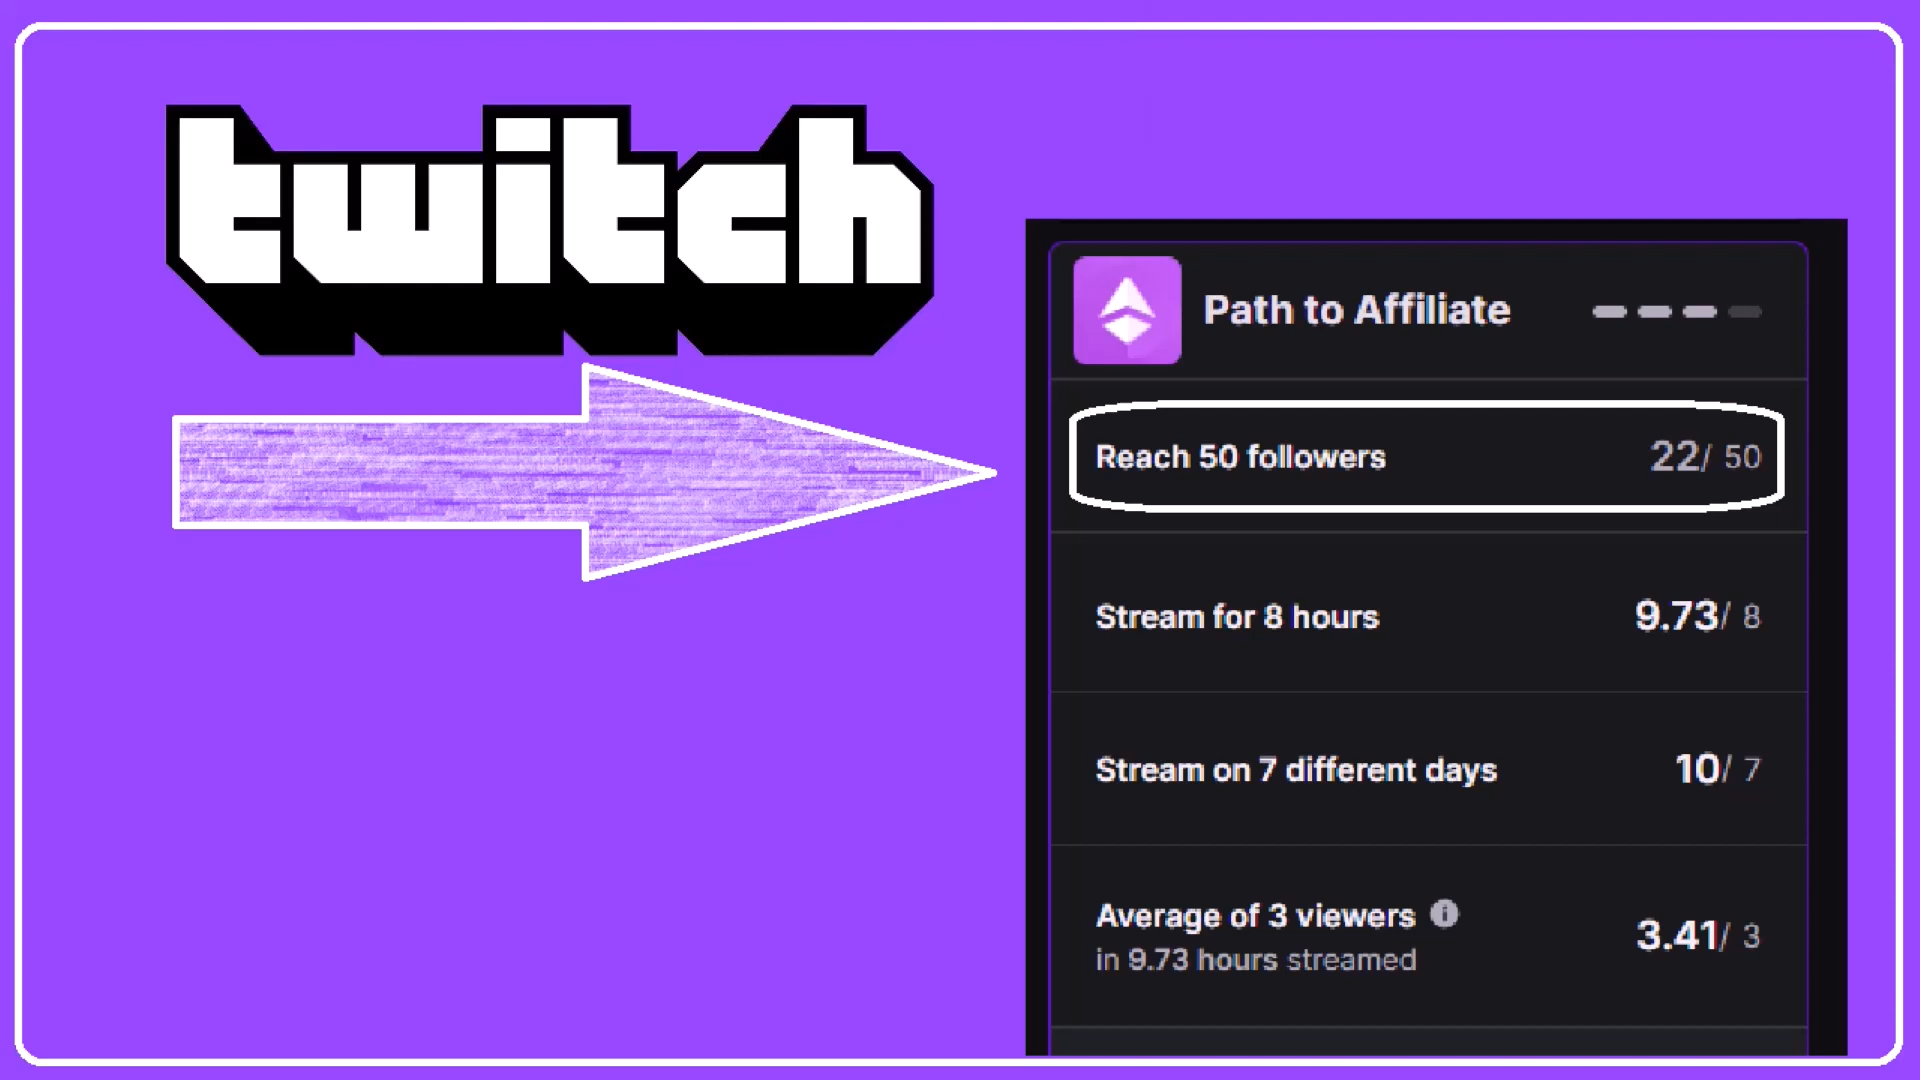 twitch
Path to Affiliate
Reach 50 followers 22/ 50
Stream for 8 hours 9.73/ 8
Stream on 7 different days 10/ 7
Average of 3 viewers 3.41/ 3
in 9.73 hours streamed